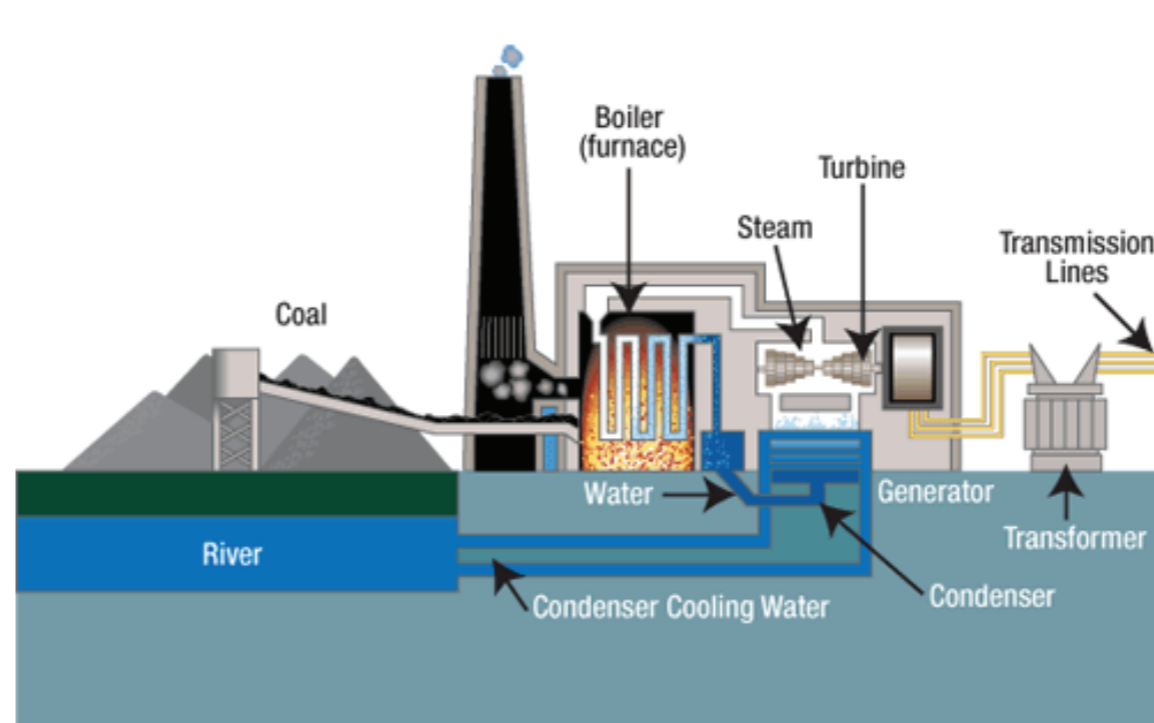 Boiler
(furnace)
Turbine
Steam
Transmission
Lines
Coal
Water
Generator
Transformer
River
Condenser Cooling Water
Condenser